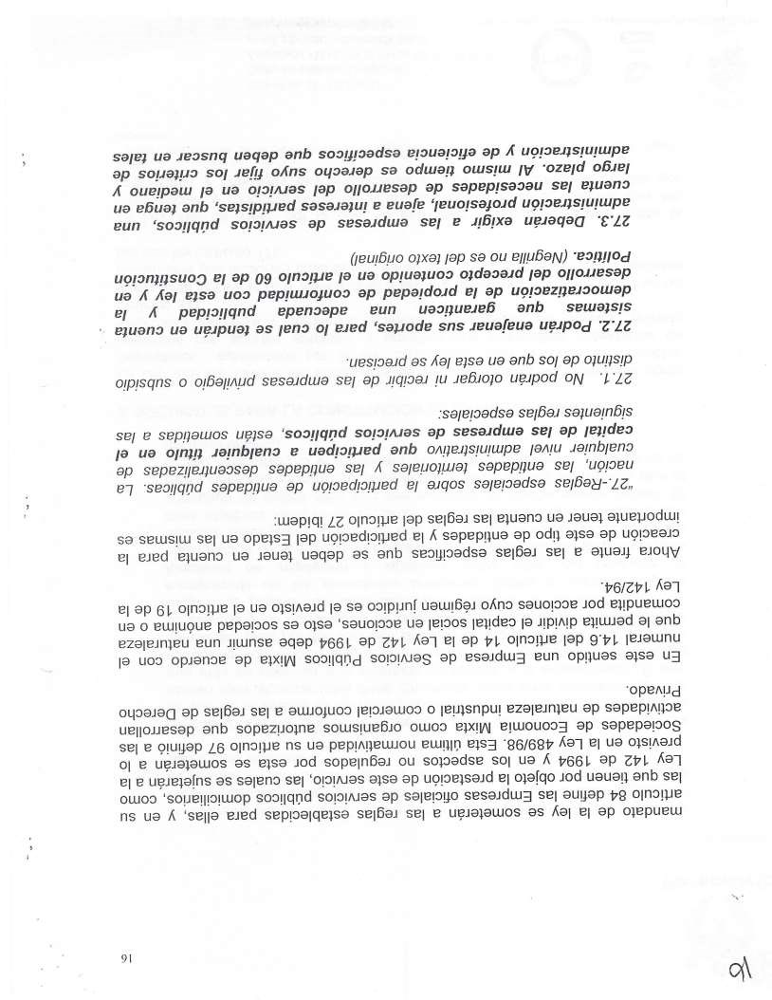 16
mandato de la ley se someterán a las reglas establecidas para ellas, y en su
artículo 84 define las Empresas oficiales de servicios públicos domiciliarios, como
las que tienen por objeto la prestación de este servicio, las cuales se sujetarán a la
Ley 142 de 1994 y en los aspectos no regulados por esta se someterán a lo
previsto en la Ley 489/98. Esta última normatividad en su artículo 97 definió a las
Sociedades de Economía Mixta como organismos autorizados que desarrollan
actividades de naturaleza industrial o comercial conforme a las reglas de Derecho
Privado.
En este sentido una Empresa de Servicios Públicos Mixta de acuerdo con el
numeral 14.6 del artículo 14 de la Ley 142 de 1994 debe asumir una naturaleza
que le permita dividir el capital social en acciones, esto es sociedad anónima o en
comandita por acciones cuyo régimen jurídico es el previsto en el artículo 19 de la
Ley 142/94.
Ahora frente a las reglas específicas que se deben tener en cuenta para la
creación de este tipo de entidades y la participación del Estado en las mismas es
importante tener en cuenta las reglas del artículo 27 ibídem:
"27.-Reglas especiales sobre la participación de entidades públicas. La
nación, las entidades territoriales y las entidades descentralizadas de
cualquier nivel administrativo que participen a cualquier título en el
capital de las empresas de servicios públicos, están sometidas a las
siguientes reglas especiales:
27.1. No podrán otorgar ni recibir de las empresas privilegio o subsidio
distinto de los que en esta ley se precisan.
27.2. Podrán enajenar sus aportes, para lo cual se tendrán en cuenta
sistemas que garanticen una adecuada publicidad y la
democratización de la propiedad de conformidad con esta ley y en
desarrollo del precepto contenido en el artículo 60 de la Constitución
Política. (Negrilla no es del texto original)
27.3. Deberán exigir a las empresas de servicios públicos, una
administración profesional, ajena a intereses partidistas, que tenga en
cuenta las necesidades de desarrollo del servicio en el mediano y
largo plazo. Al mismo tiempo es derecho suyo fijar los criterios de
administración y de eficiencia específicos que deben buscar en tales